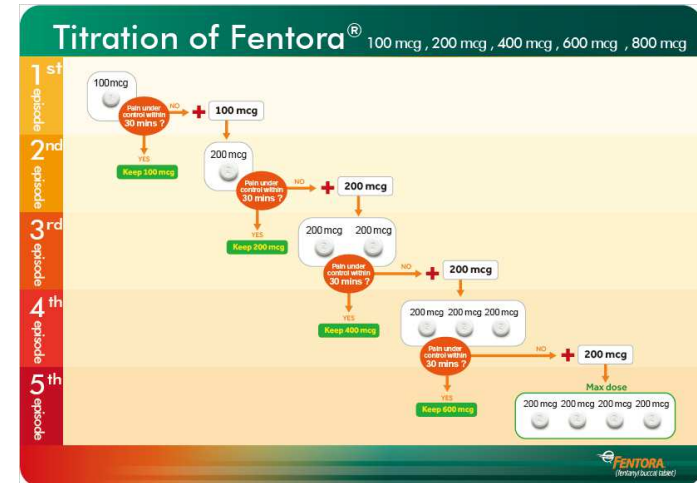 Titration of Fentora® 100 mcg , 200 mcg , 400 mcg , 600 mcg , 800 mcg
1st
episode
100mcg
Pain under
control within
30 mins ?
NO
+ 100 mcg
YES
Keep 100 mcg
2nd
episode
200 mcg
Pain under
control within
30 mins ?
NO
+ 200 mcg
YES
Keep 200 mcg
3rd
episode
200 mcg 200 mcg
Pain under
control within
30 mins ?
NO
+ 200 mcg
YES
Keep 400 mcg
4th
episode
200 mcg 200 mcg 200 mcg
Pain under
control within
30 mins ?
NO
+ 200 mcg
YES
Keep 600 mcg
5th
episode
Max dose
200 mcg 200 mcg 200 mcg 200 mcg
FENTORA
(fentanyl buccal tablet)